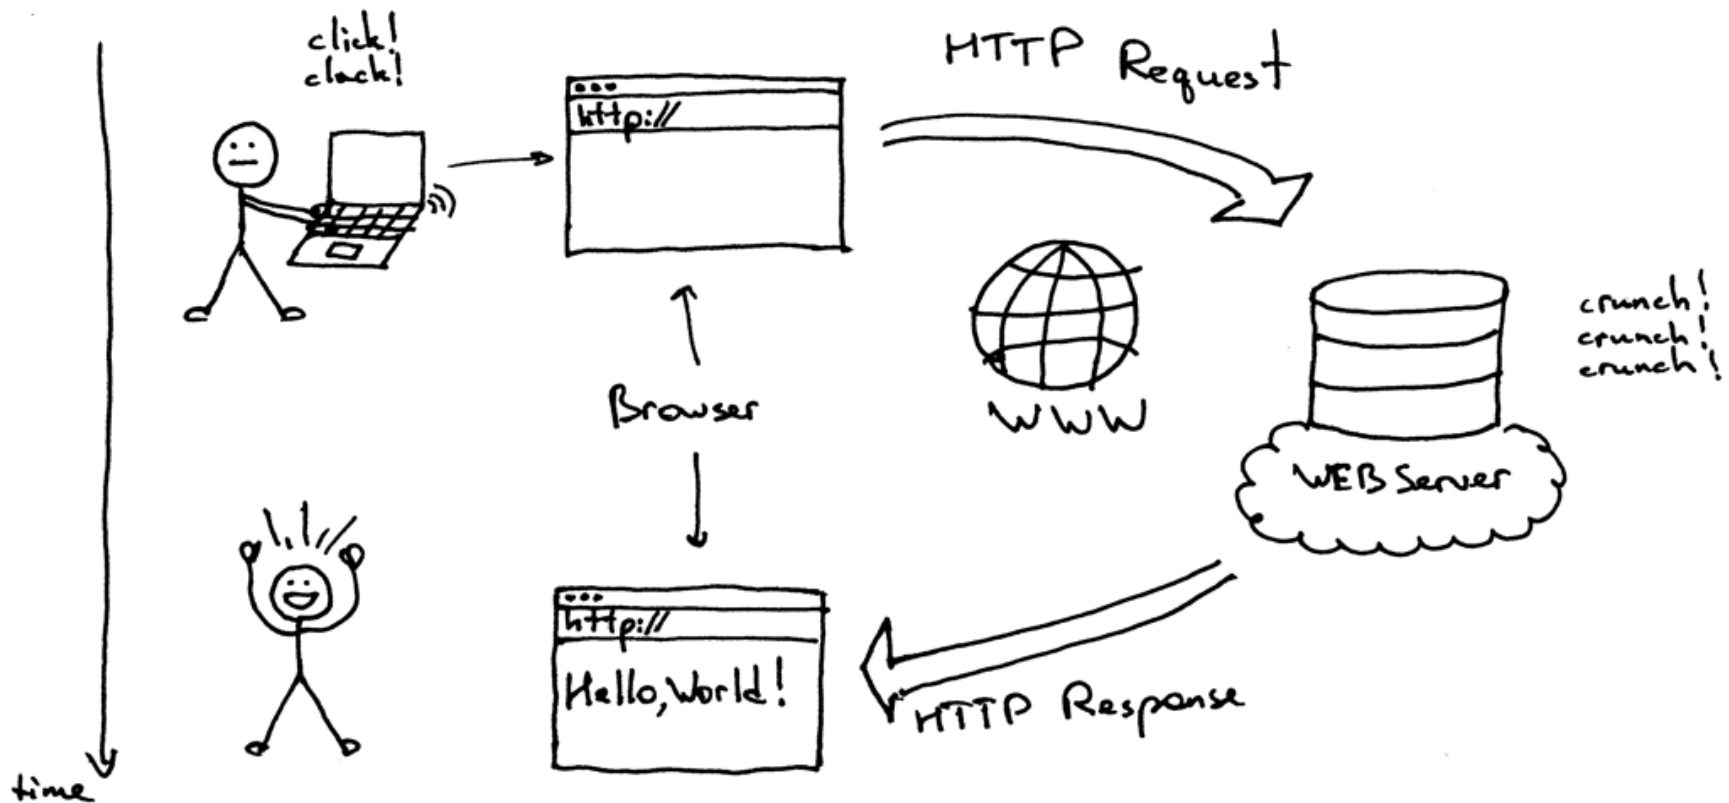 click!
clack!
HTTP Request
http://
crunch!
crunch!
crunch!
Browser
WWW
WEB Server
http://
Hello, World!
HTTP Response
time